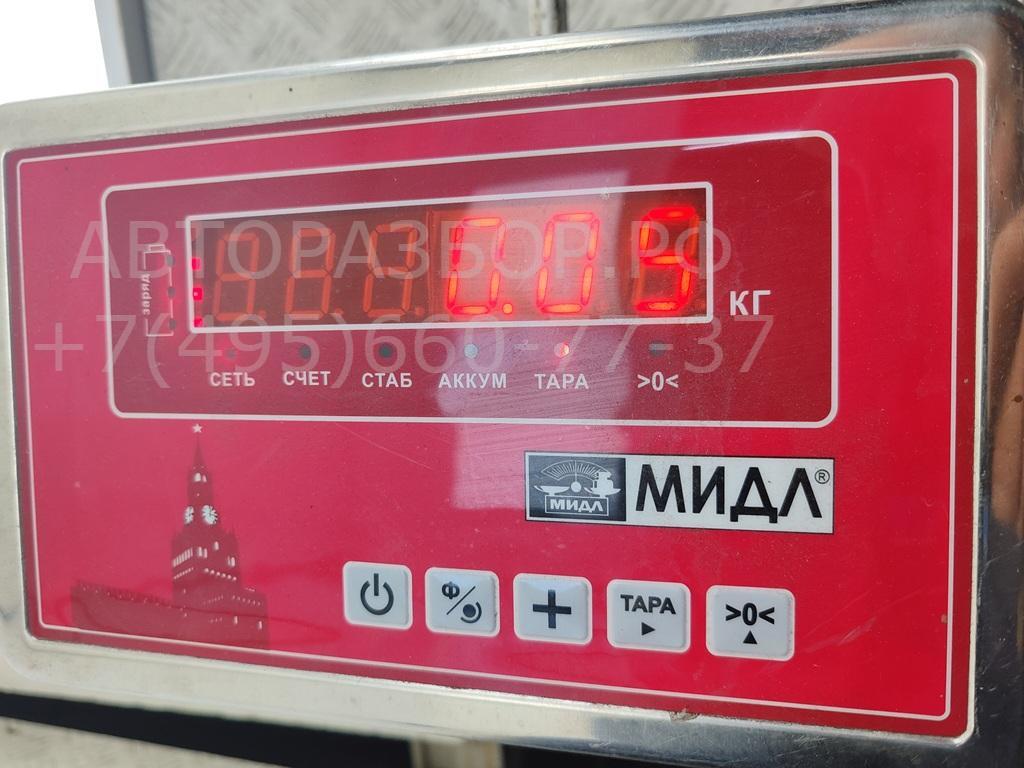 АВТОРАЗБОР.РФ
+7(495)660-77-37
заряд
0.05
КГ
СЕТЬ СЧЕТ СТАБ АККУМ ТАРА >0<
МИДЛ
МИДЛ®
Ф
ТАРА
>0<